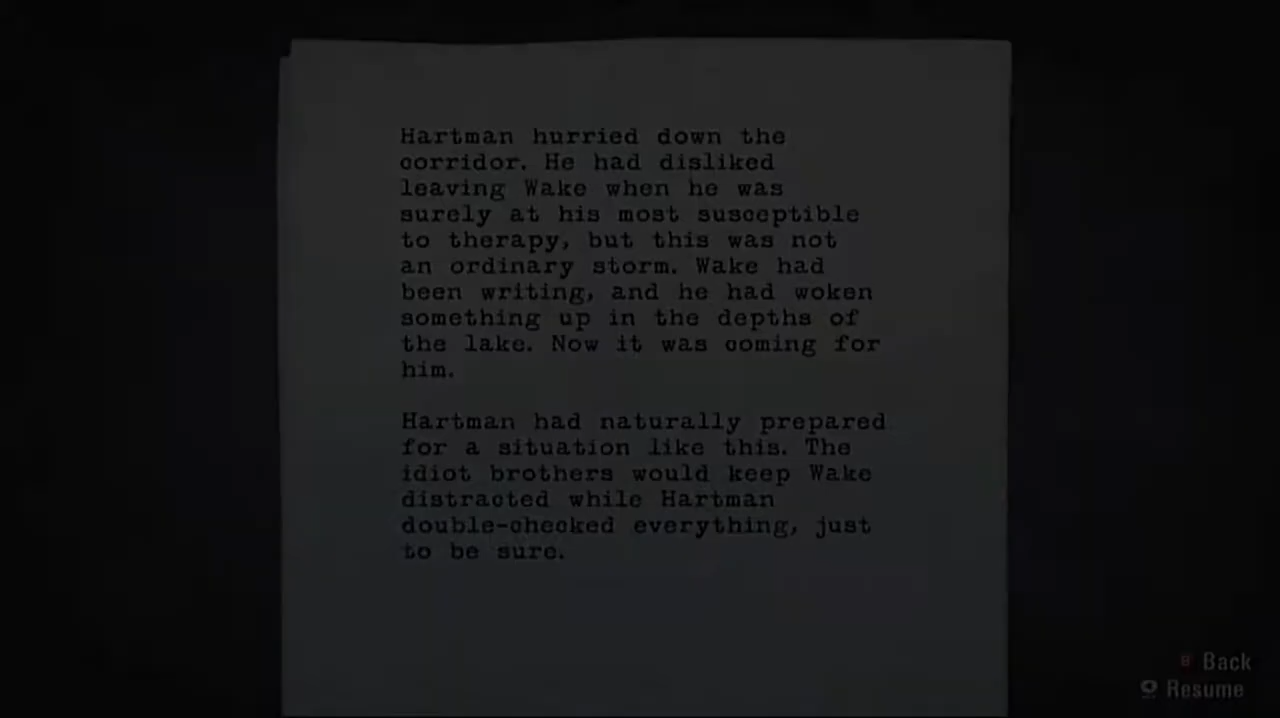 Hartman hurried down the
corridor. He had disliked
leaving Wake when he was
surely at his most susceptible
to therapy, but this was not
an ordinary storm. Wake had
been writing, and he had woken
something up in the depths of
the lake. Now it was coming for
him.
Hartman had naturally prepared
for a situation like this. The
idiot brothers would keep Wake
distracted while Hartman
double-checked everything, just
to be sure.
B Back
Resume